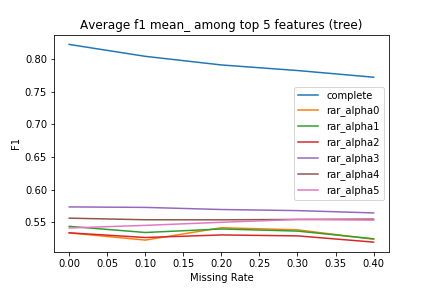 Average f1 mean_ among top 5 features (tree)
0.80
0.75
0.70
0.65
0.60
0.55
F1
complete
rar_alpha0
rar_alpha1
rar_alpha2
rar_alpha3
rar_alpha4
rar_alpha5
0.00 0.05 0.10 0.15 0.20 0.25 0.30 0.35 0.40
Missing Rate